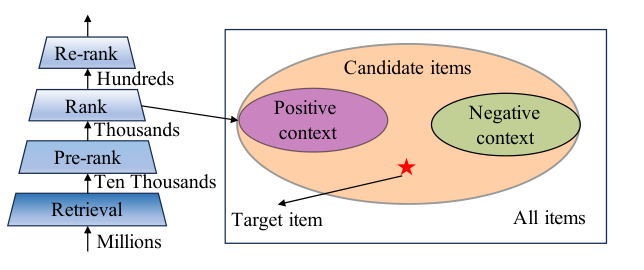 Re-rank
Hundreds
Rank
Thousands
Pre-rank
Ten Thousands
Retrieval
Millions
Candidate items
Positive
context
Negative
context
Target item
All items